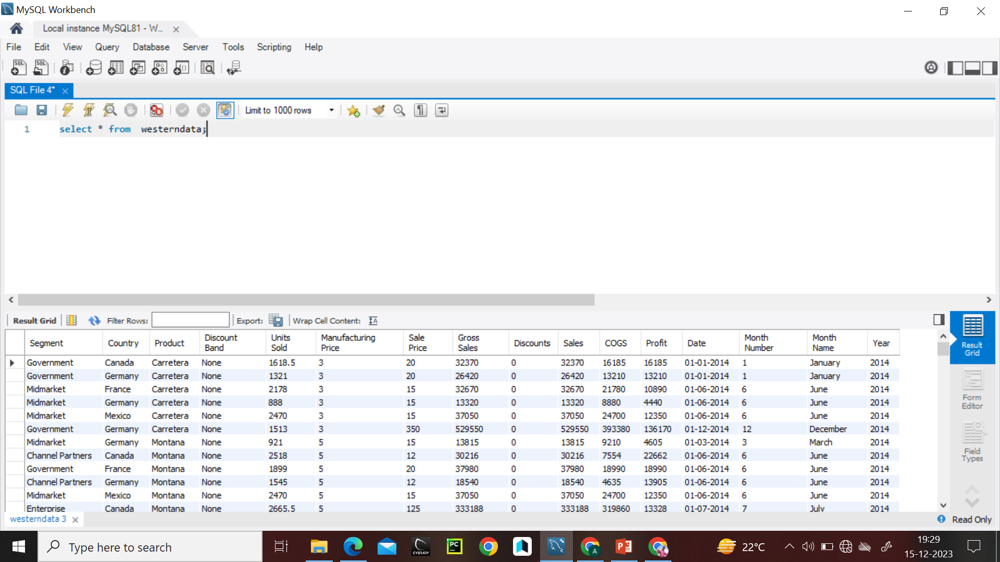 MySQL Workbench
Local instance MySQL81 - W...
File Edit View Query Database Server Tools Scripting Help
SQL SQL
SQL File 4*
Limit to 1000 rows
1 select * from westerndata;
Result Grid Filter Rows: Export: Wrap Cell Content:
Segment Country Product Discount Band Units Sold Manufacturing Price Sale Price Gross Sales Discounts Sales COGS Profit Date Month Number Month Name Year
Government Canada Carretera None 1618.5 3 20 32370 0 32370 16185 16185 01-01-2014 1 January 2014
Government Germany Carretera None 1321 3 20 26420 0 26420 13210 13210 01-01-2014 1 January 2014
Midmarket France Carretera None 2178 3 15 32670 0 32670 21780 10890 01-06-2014 6 June 2014
Midmarket Germany Carretera None 888 3 15 13320 0 13320 8880 4440 01-06-2014 6 June 2014
Midmarket Mexico Carretera None 2470 3 15 37050 0 37050 24700 12350 01-06-2014 6 June 2014
Government Germany Carretera None 1513 3 350 529550 0 529550 393380 136170 01-12-2014 12 December 2014
Midmarket Germany Montana None 921 5 15 13815 0 13815 9210 4605 01-03-2014 3 March 2014
Channel Partners Canada Montana None 2518 5 12 30216 0 30216 7554 22662 01-06-2014 6 June 2014
Government France Montana None 1899 5 20 37980 0 37980 18990 18990 01-06-2014 6 June 2014
Channel Partners Germany Montana None 1545 5 12 18540 0 18540 4635 13905 01-06-2014 6 June 2014
Midmarket Mexico Montana None 2470 5 15 37050 0 37050 24700 12350 01-06-2014 6 June 2014
Enterprise Canada Montana None 2665.5 5 125 333188 0 333188 319860 13328 01-07-2014 7 July 2014
Result Grid
Form Editor
Field Types
westerndata 3
Read Only
Type here to search
CYBRARY
PC
A
22°C
19:29
15-12-2023